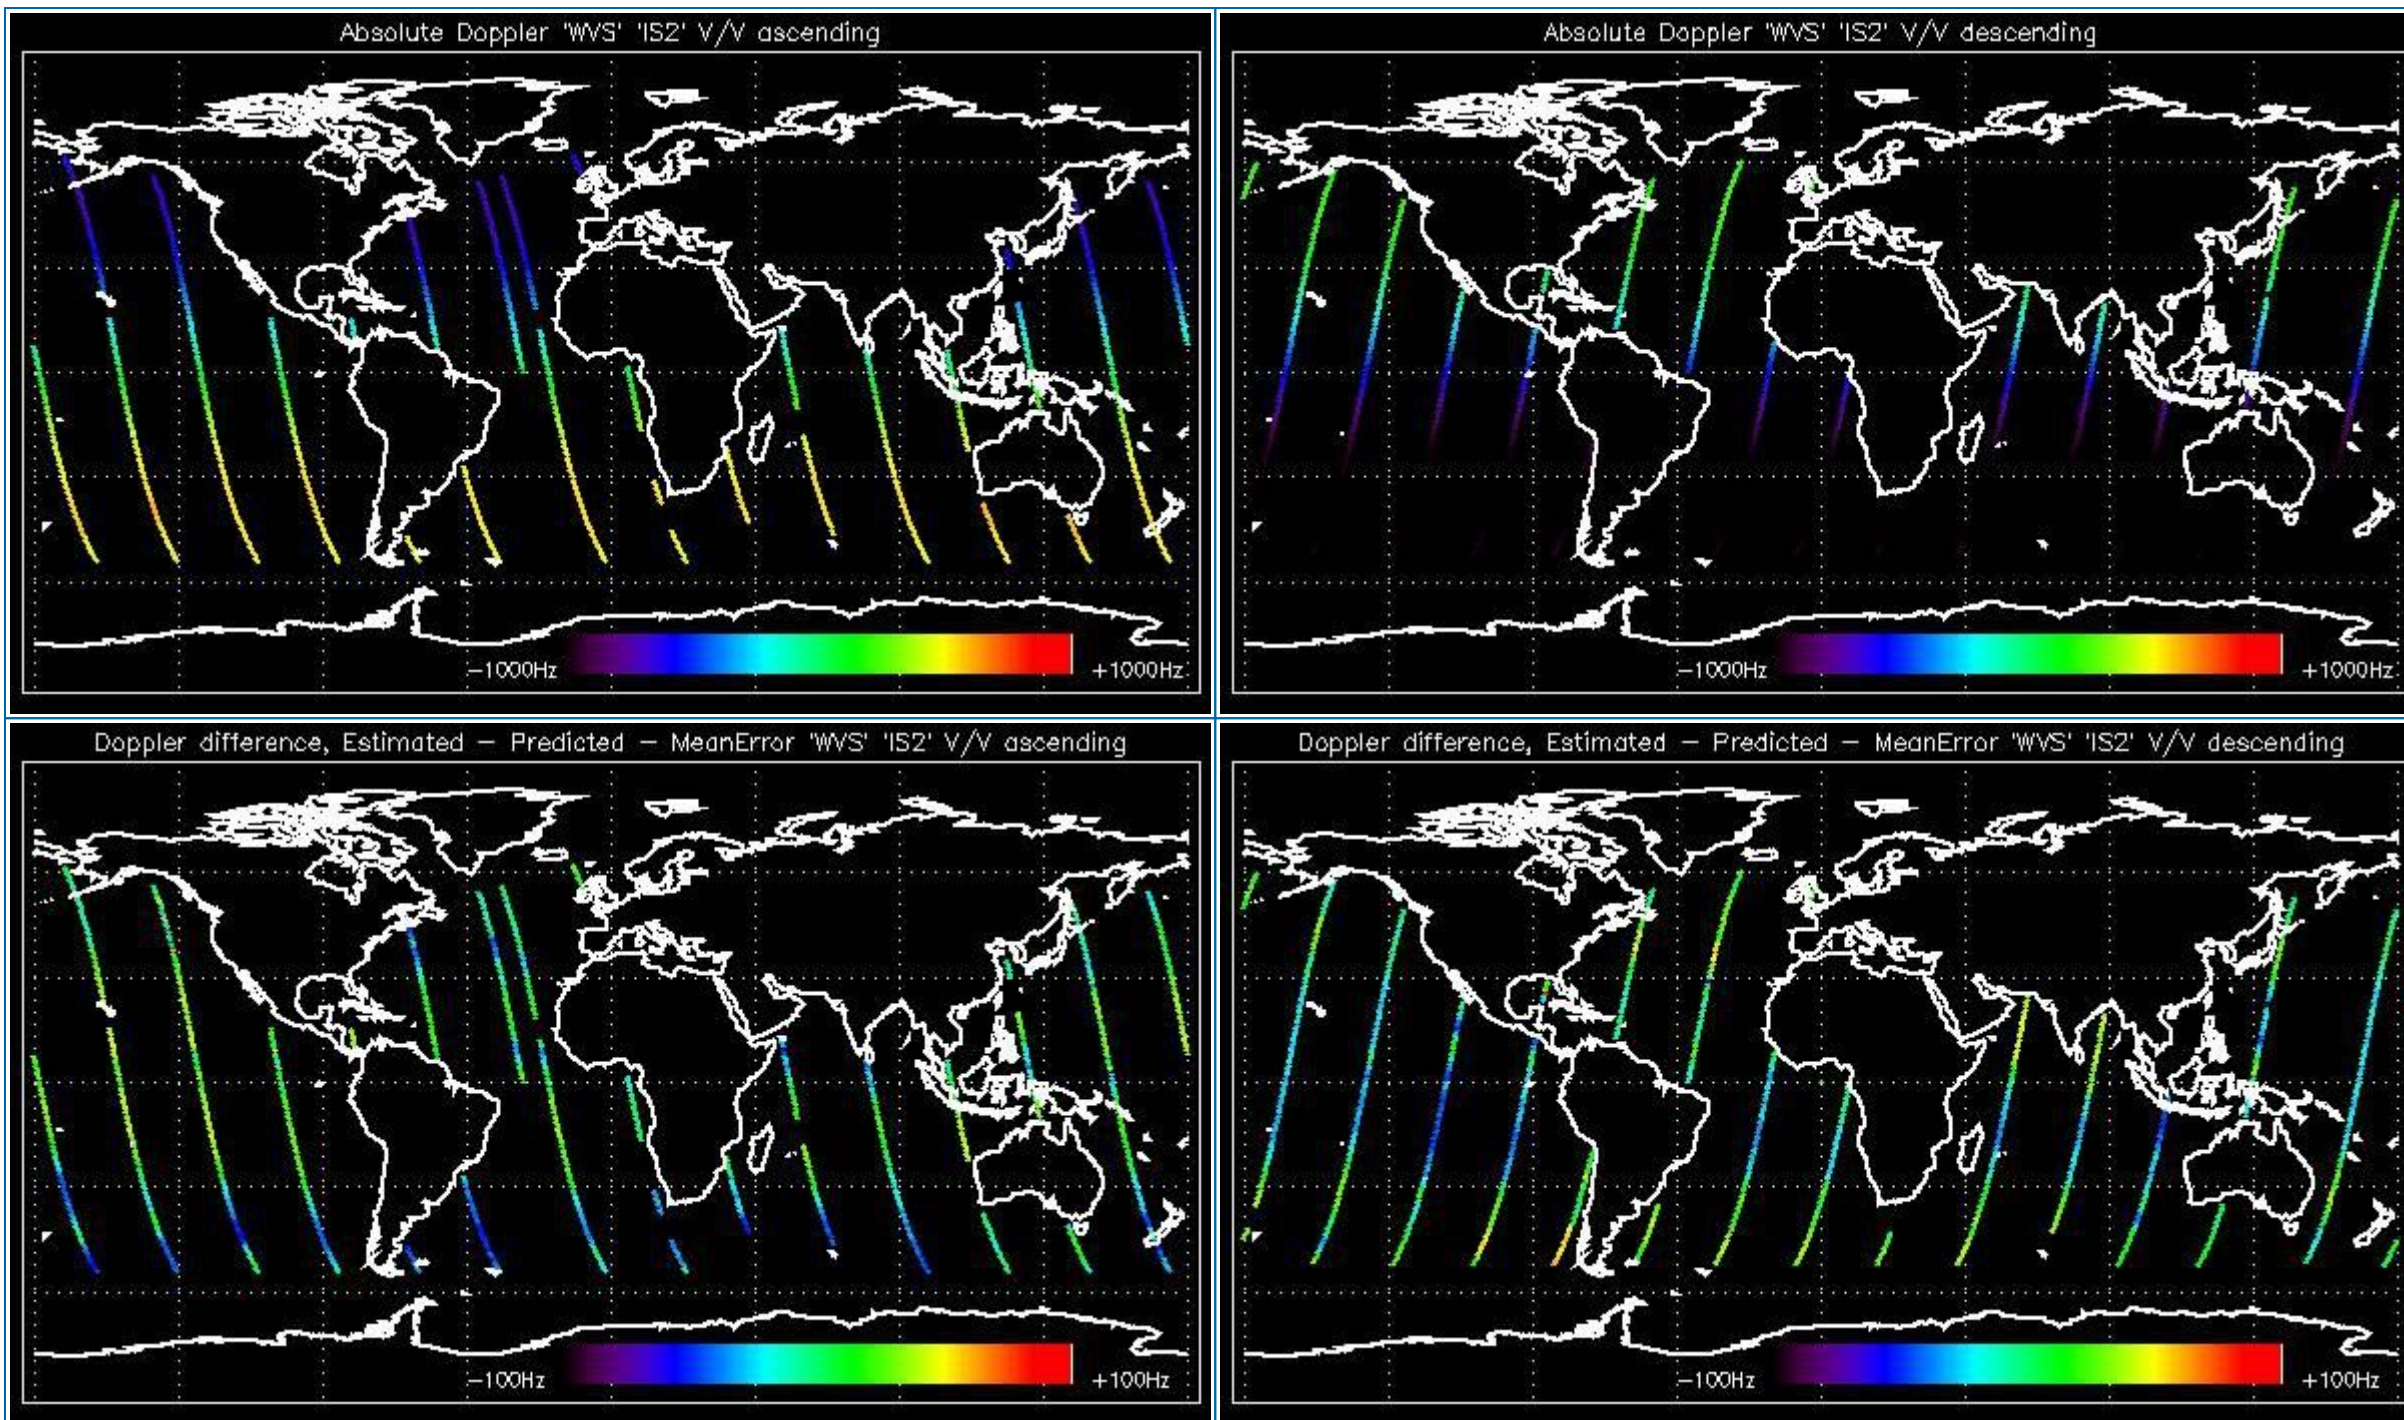 Absolute Doppler 'WVS' 'IS2' V/V ascending
-1000Hz
+1000Hz
Absolute Doppler 'WVS' 'IS2' V/V descending
-1000Hz
+1000Hz
Doppler difference, Estimated - Predicted - MeanError 'WVS' 'IS2' V/V ascending
-100Hz
+100Hz
Doppler difference, Estimated - Predicted - MeanError 'WVS' 'IS2' V/V descending
-100Hz
+100Hz